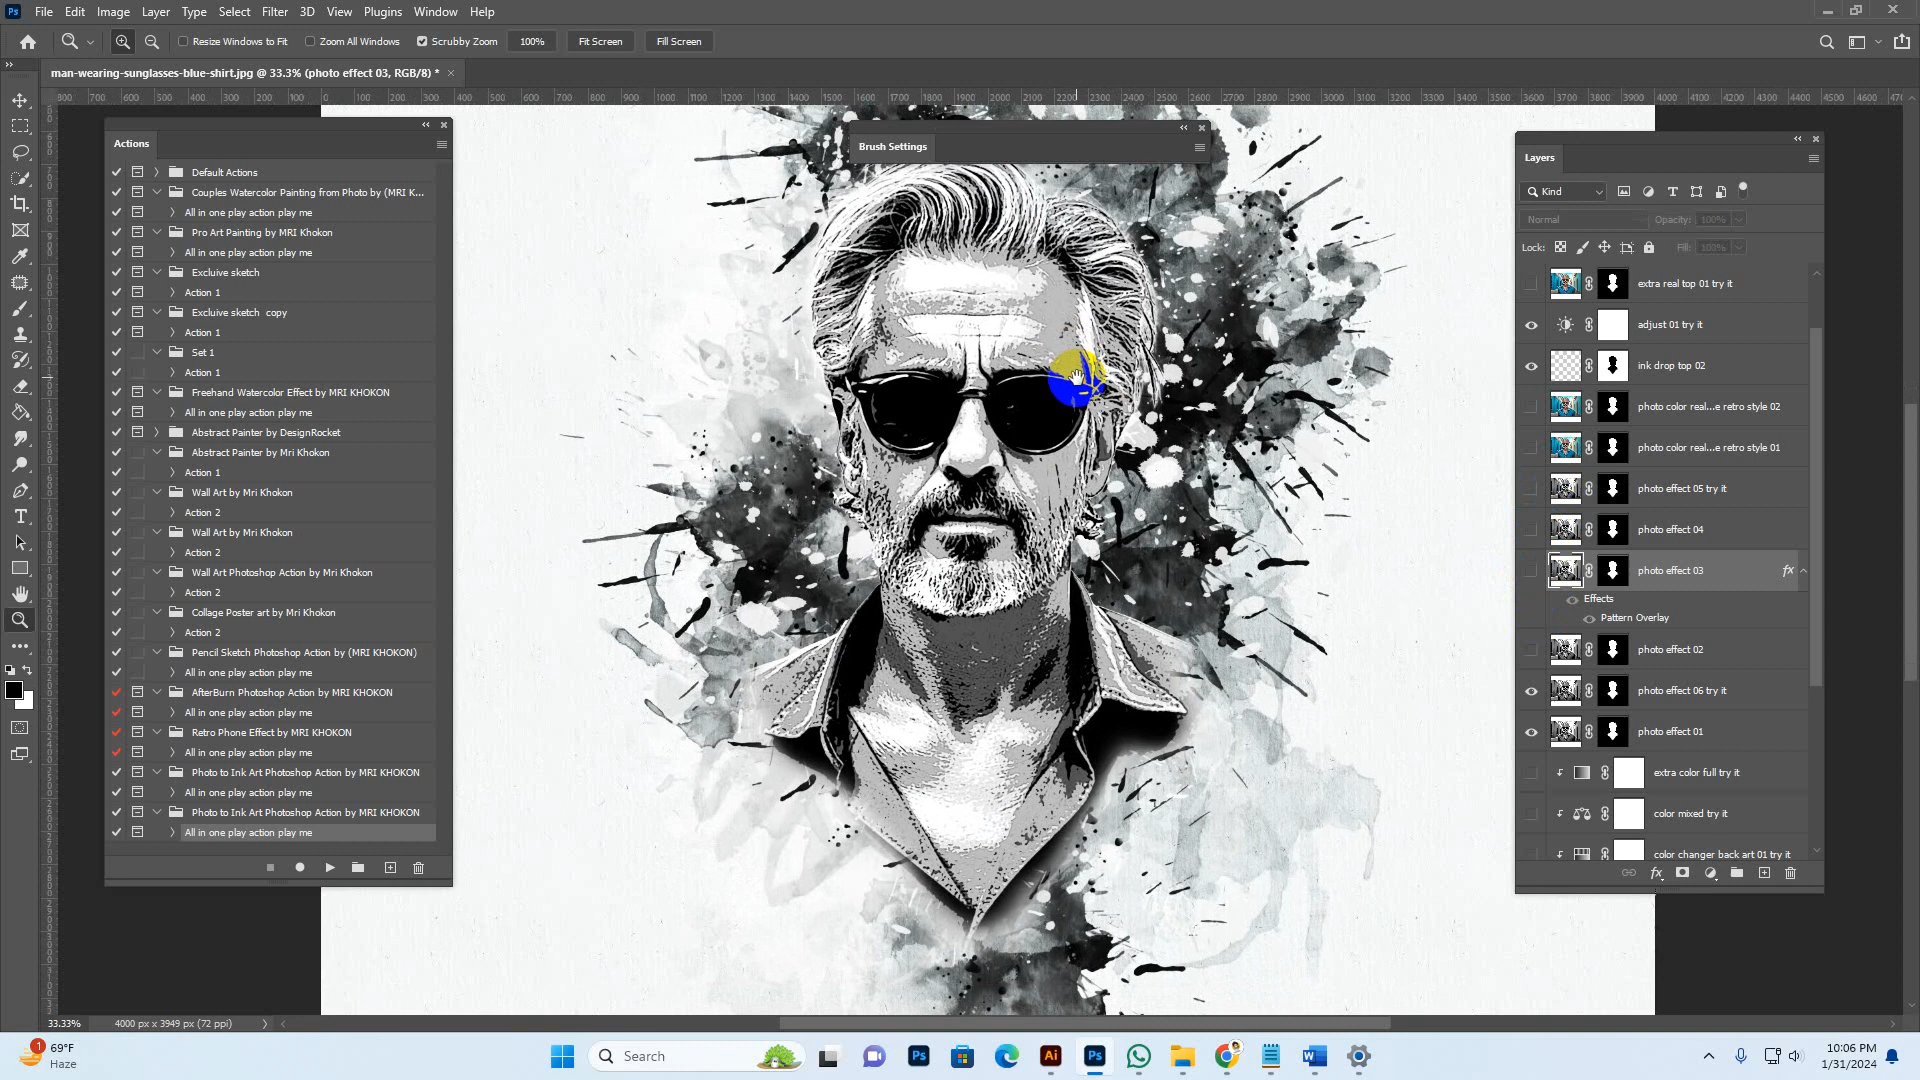 Ps File Edit Image Layer Type Select Filter 3D View Plugins Window Help
Resize Windows to Fit Zoom All Windows Scrubby Zoom 100% Fit Screen Fill Screen
man-wearing-sunglasses-blue-shirt.jpg @ 33.3% (photo effect 03, RGB/8) *
Actions
Default Actions
Couples Watercolor Painting from Photo by (MRI K...
All in one play action play me
Pro Art Painting by MRI Khokon
All in one play action play me
Excluive sketch
Action 1
Excluive sketch copy
Action 1
Set 1
Action 1
Freehand Watercolor Effect by MRI KHOKON
All in one play action play me
Abstract Painter by DesignRocket
Abstract Painter by Mri Khokon
Action 1
Wall Art by Mri Khokon
Action 2
Wall Art by Mri Khokon
Action 2
Wall Art Photoshop Action by Mri Khokon
Action 2
Collage Poster art by Mri Khokon
Action 2
Pencil Sketch Photoshop Action by (MRI KHOKON)
All in one play action play me
AfterBurn Photoshop Action by MRI KHOKON
All in one play action play me
Retro Phone Effect by MRI KHOKON
All in one play action play me
Photo to Ink Art Photoshop Action by MRI KHOKON
All in one play action play me
Photo to Ink Art Photoshop Action by MRI KHOKON
All in one play action play me
Brush Settings
Layers
Kind
Normal Opacity: 100%
Lock: Fill: 100%
extra real top 01 try it
adjust 01 try it
ink drop top 02
photo color real...e retro style 02
photo color real...e retro style 01
photo effect 05 try it
photo effect 04
photo effect 03 fx
Effects
Pattern Overlay
photo effect 02
photo effect 06 try it
photo effect 01
extra color full try it
color mixed try it
color changer back art 01 try it
33.33% 4000 px x 3949 px (72 ppi)
1
69°F
Haze
Search
10:06 PM
1/31/2024